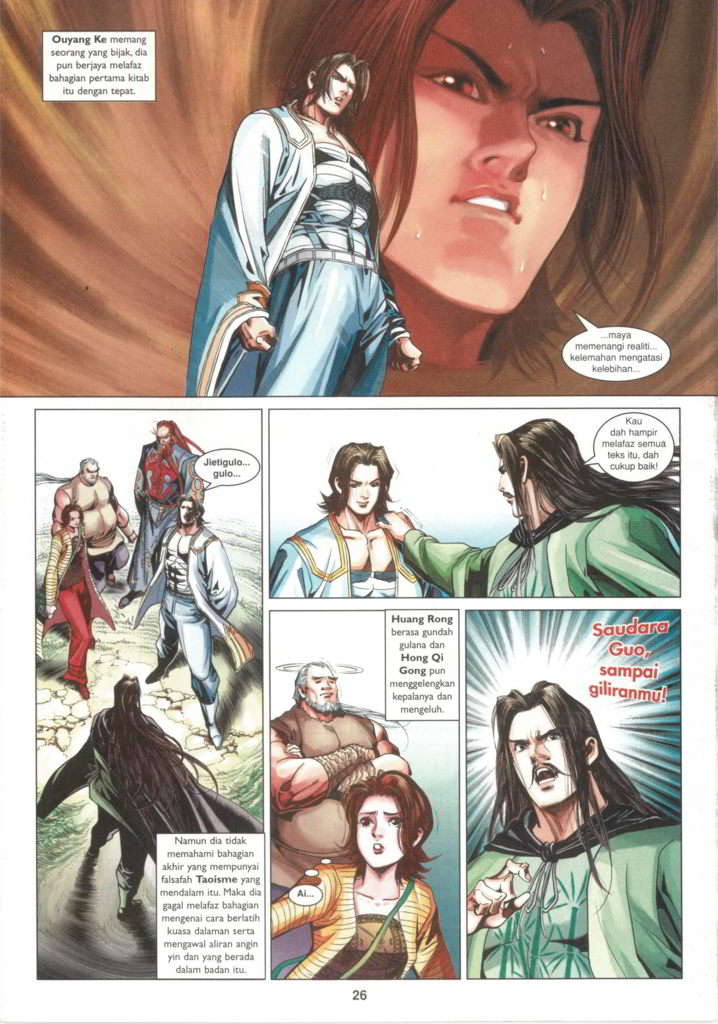 Ouyang Ke memang
seorang yang bijak, dia
pun berjaya melafaz
bahagian pertama kitab
itu dengan tepat.
...maya
memenangi realiti...
kelemahan mengatasi
kelebihan...
Jietigulo...
gulo...
Kau
dah hampir
melafaz semua
teks itu, dah
cukup baik!
Namun dia tidak
memahami bahagian
akhir yang mempunyai
falsafah Taoisme yang
mendalam itu. Maka dia
gagal melafaz bahagian
mengenai cara berlatih
kuasa dalaman serta
mengawal aliran angin
yin dan yang berada
dalam badan itu.
Huang Rong
berasa gundah
gulana dan
Hong Qi
Gong pun
menggelengkan
kepalanya dan
mengeluh.
Ai...
Saudara
Guo,
sampai
giliranmu!
26